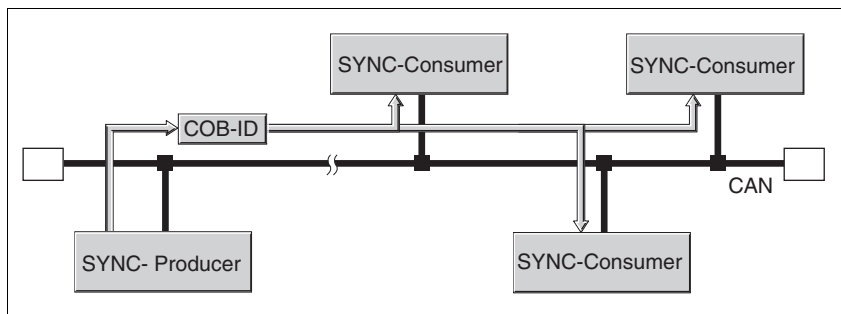 SYNC-Consumer
SYNC-Consumer
COB-ID
CAN
SYNC- Producer
SYNC-Consumer